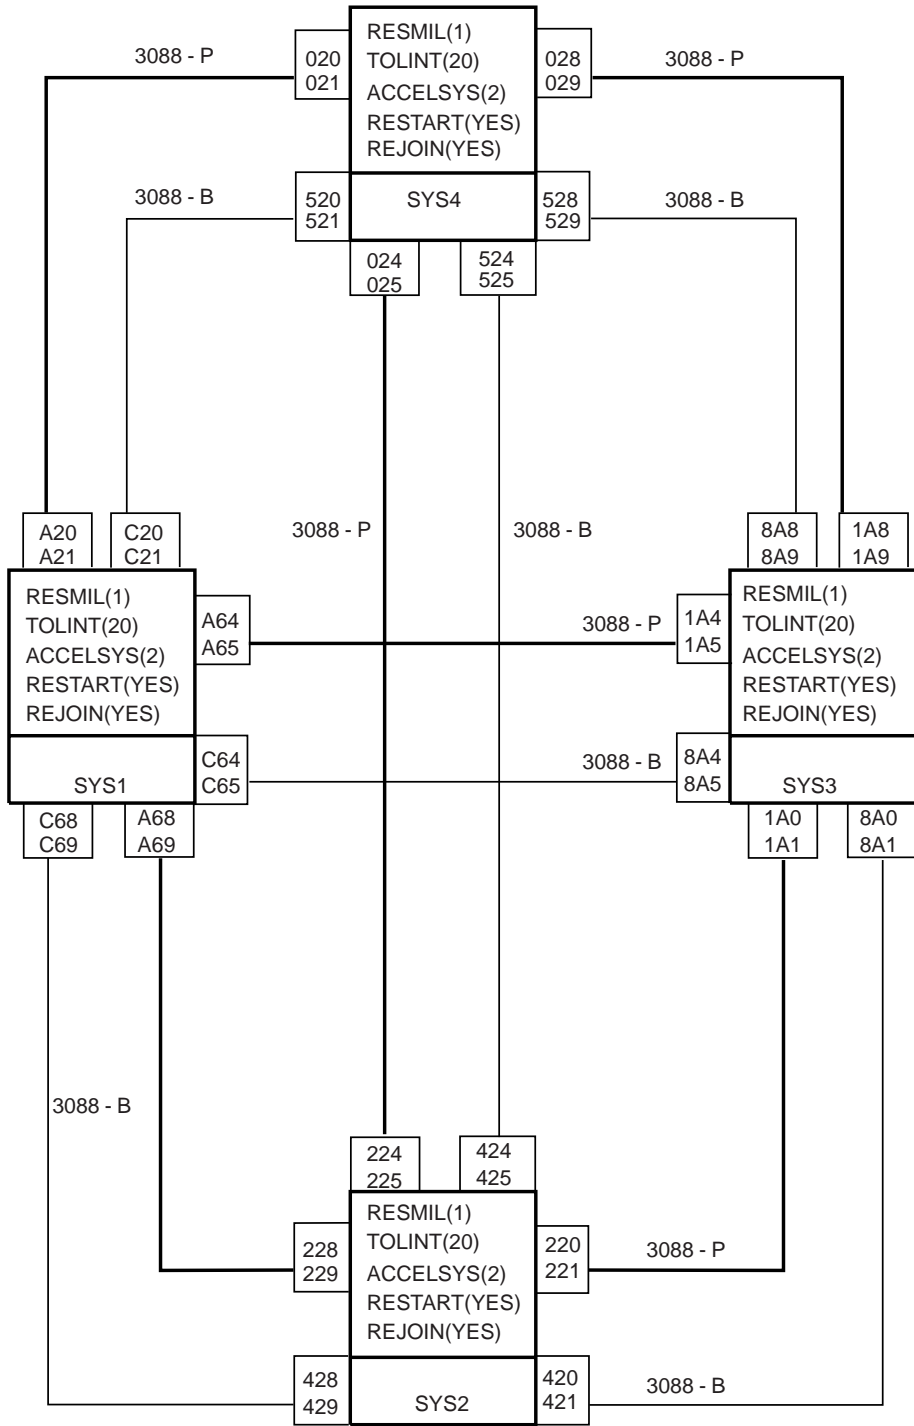 RESMIL(1)
3088 - P
020
TOLINT(20)
028
3088 - P
021
ACCELSYS(2)
029
RESTART(YES)
REJOIN(YES)
3088 - B
520
SYS4
528
3088 - B
521
529
024
524
025
525
3088 - P
3088 - B
A20
C20
8A8
1A8
A21
C21
8A9
1A9
RESMIL(1)
TOLINT(20)
ACCELSYS(2)
RESTART(YES)
REJOIN(YES)
A64
A65
3088 - P
1A4
1A5
RESMIL(1)
TOLINT(20)
ACCELSYS(2)
RESTART(YES)
REJOIN(YES)
SYS1
C64
C65
3088 - B
8A4
8A5
SYS3
C68
C69
A68
A69
1A0
1A1
8A0
8A1
3088 - B
224
225
424
425
RESMIL(1)
TOLINT(20)
ACCELSYS(2)
RESTART(YES)
REJOIN(YES)
228
229
220
221
3088 - P
428
429
SYS2
420
421
3088 - B